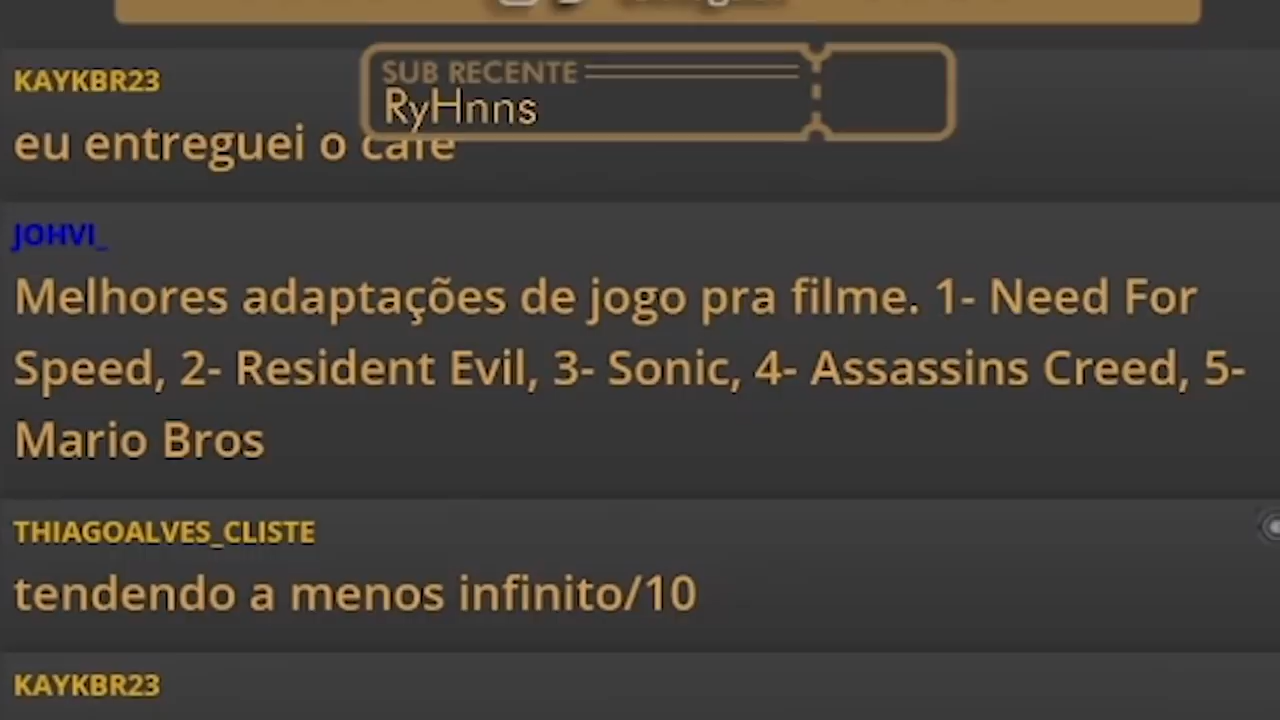 KAYKBR23
SUB RECENTE
RyHnns
eu entreguei o café
JOHVI_
Melhores adaptações de jogo pra filme. 1- Need For
Speed, 2- Resident Evil, 3- Sonic, 4- Assassins Creed, 5-
Mario Bros
THIAGOALVES_CLISTE
tendendo a menos infinito/10
KAYKBR23